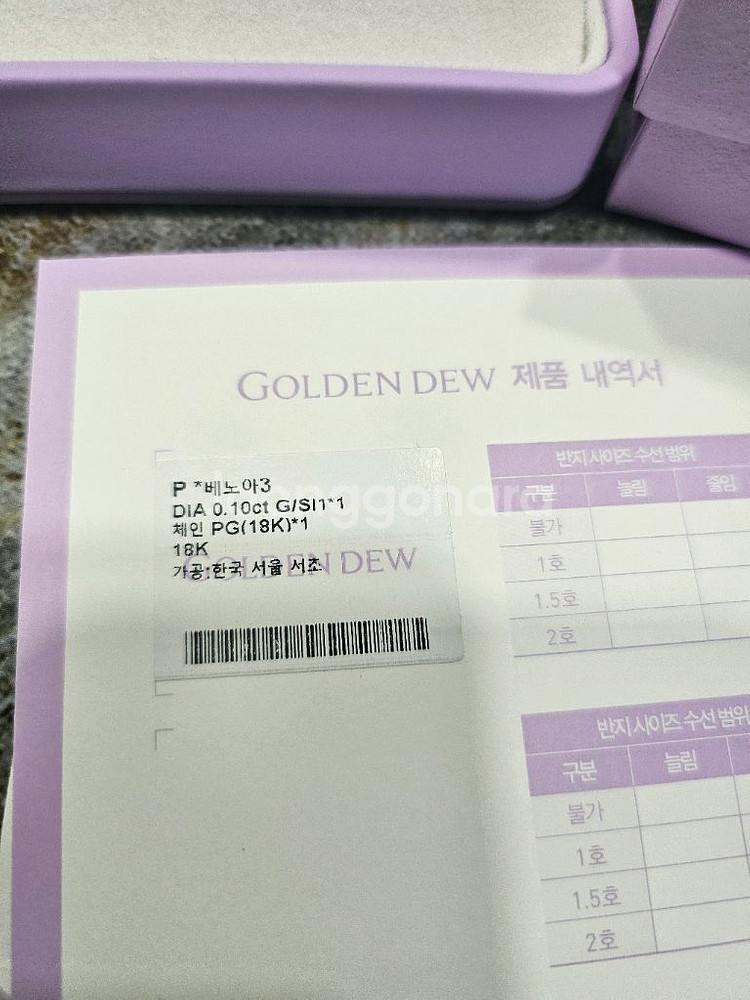 GOLDEN DEW 제품 내역서
P *베노아3
DIA 0.10ct G/SI1*1
체인 PG(18K)*1
18K
가공:한국 서울 서초
GOLDEN DEW
반지 사이즈 수선 범위
구분 늘림 줄임
불가
1호
1.5호
2호
반지 사이즈 수선 범위
구분 늘림
불가
1호
1.5호
2호